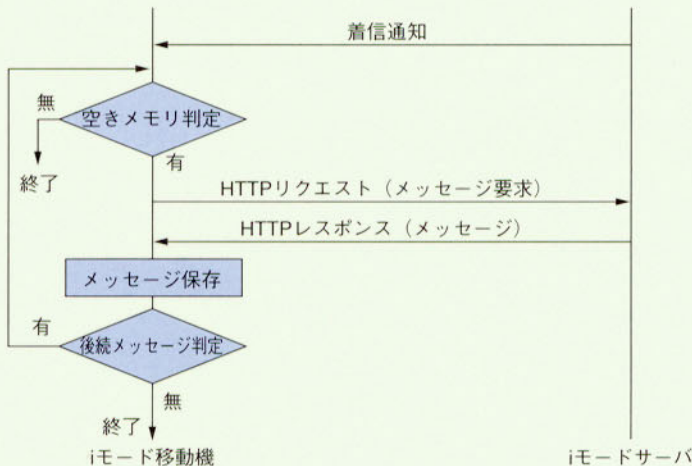 着信通知
無
空きメモリ判定
終了
有
HTTPリクエスト（メッセージ要求）
HTTPレスポンス（メッセージ）
メッセージ保存
有
後続メッセージ判定
無
終了
iモード移動機
iモードサーバ